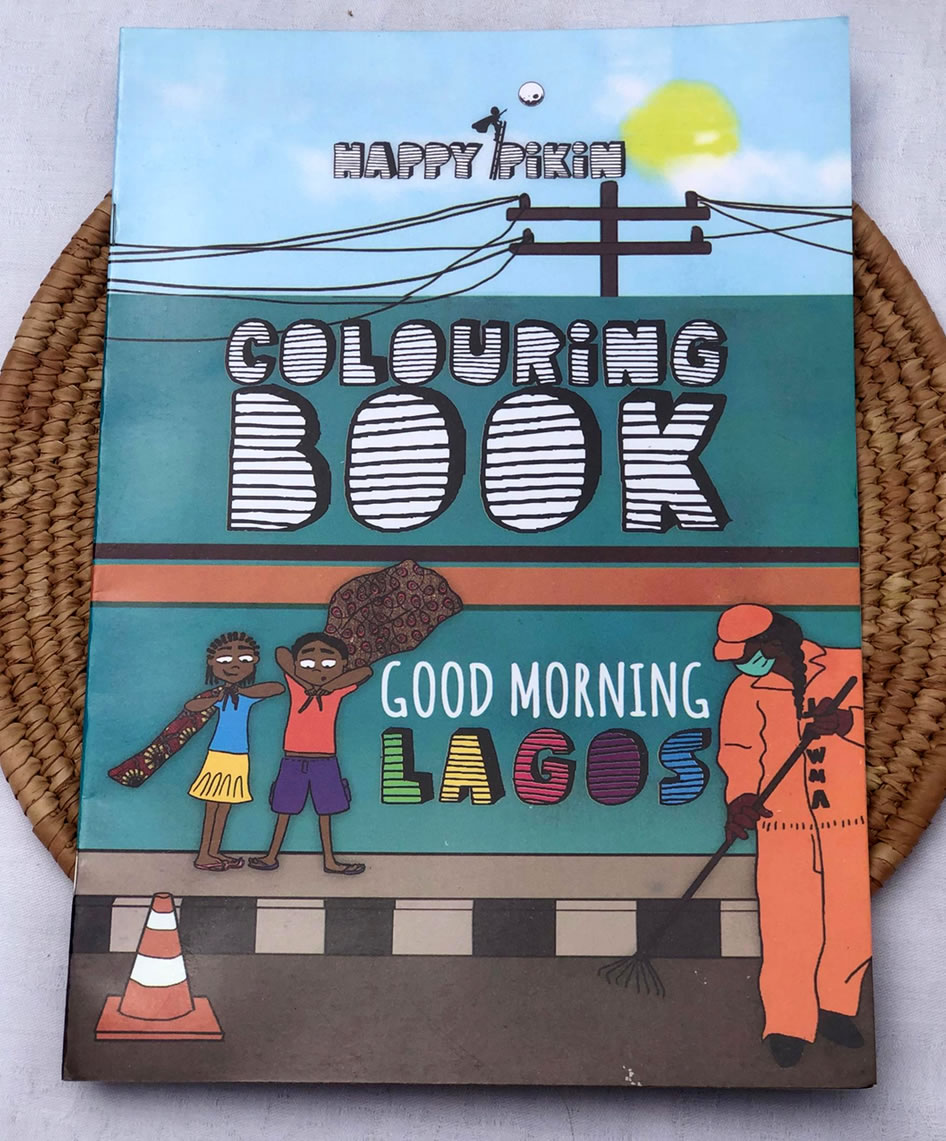 HAPPY PiKiN
COLOURiNG
BOOK
GOOD MORNING
LAGOS